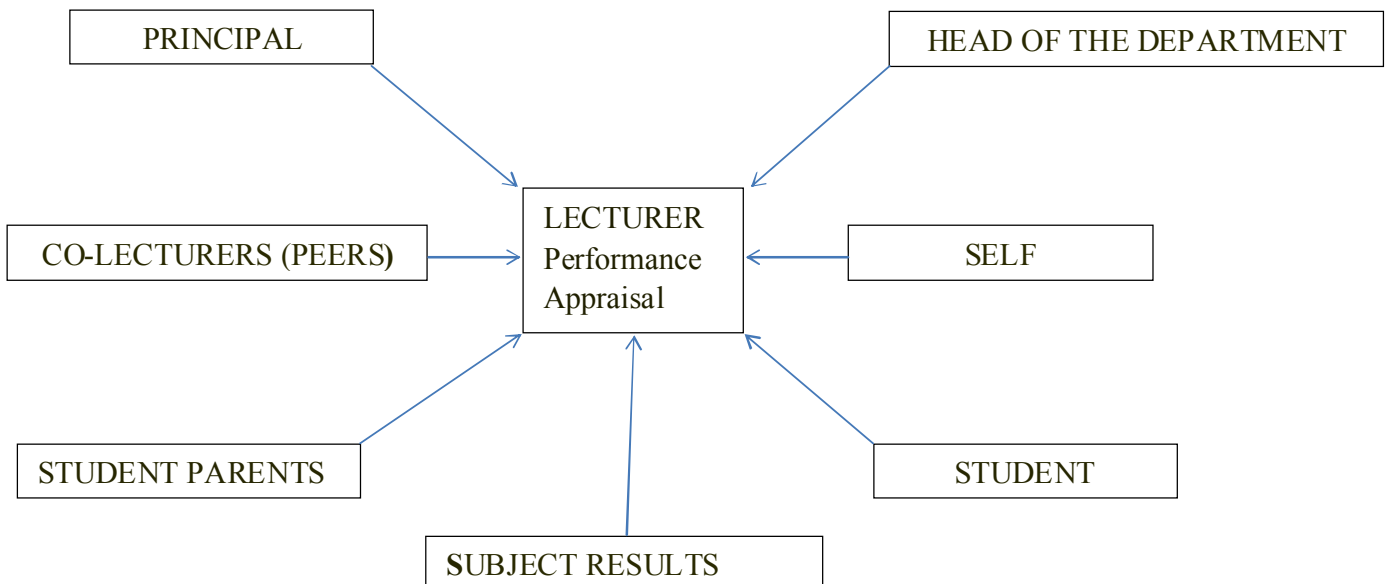 PRINCIPAL
HEAD OF THE DEPARTMENT
LECTURER
Performance
Appraisal
CO-LECTURERS (PEERS)
SELF
STUDENT PARENTS
STUDENT
SUBJECT RESULTS